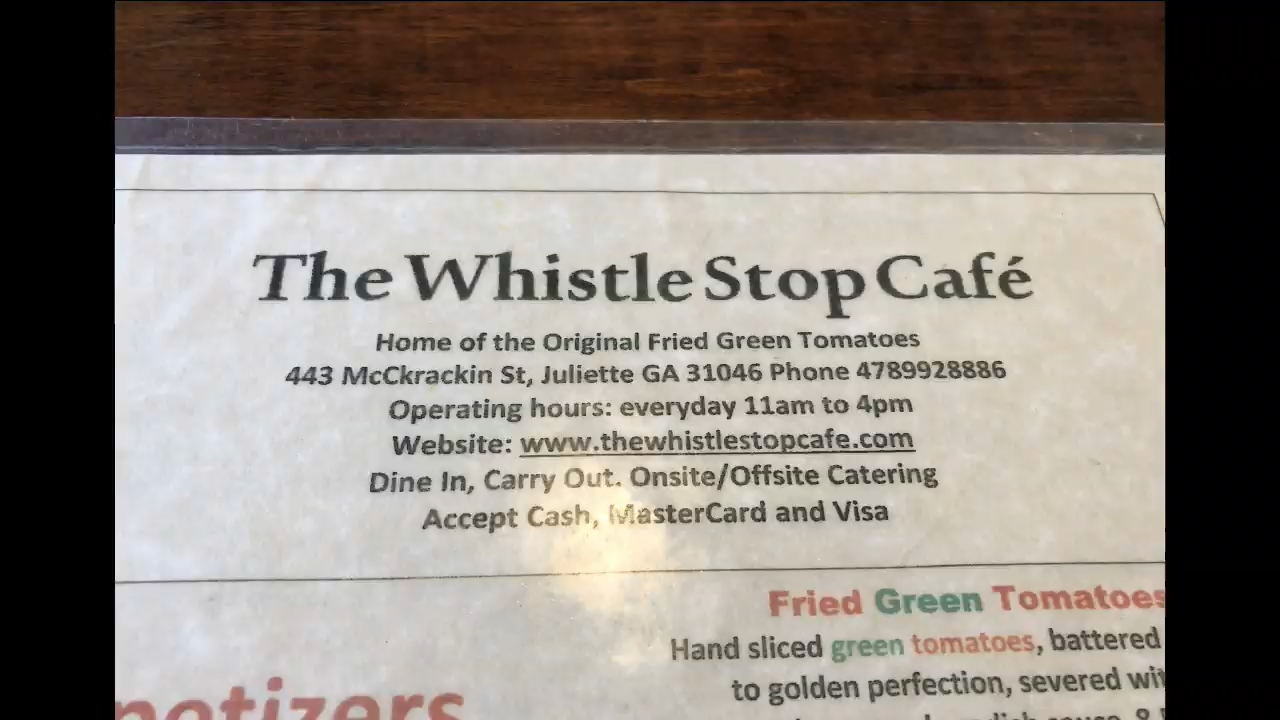 The Whistle Stop Café
Home of the Original Fried Green Tomatoes
443 McCkrackin St, Juliette GA 31046 Phone 4789928886
Operating hours: everyday 11am to 4pm
Website: www.thewhistlestopcafe.com
Dine In, Carry Out. Onsite/Offsite Catering
Accept Cash, MasterCard and Visa
Fried Green Tomatoes
Hand sliced green tomatoes, battered
to golden perfection, severed